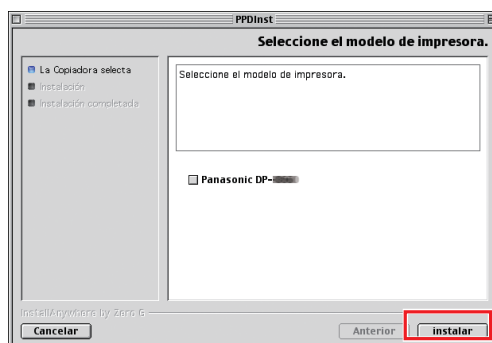 PPDInst
Seleccione el modelo de impresora.
La Copiadora selecta
Instalación
Instalación completada
Seleccione el modelo de impresora.
Panasonic DP-
InstallAnywhere by Zero G
Cancelar
Anterior
instalar